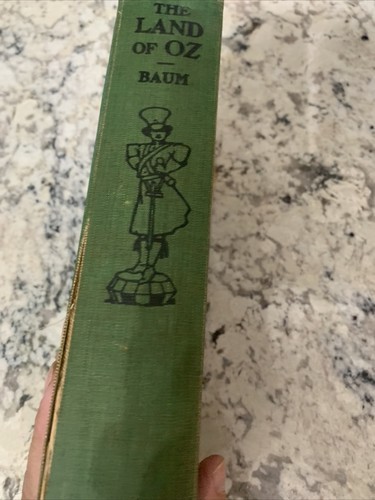 THE
LAND
OF OZ
—
BAUM